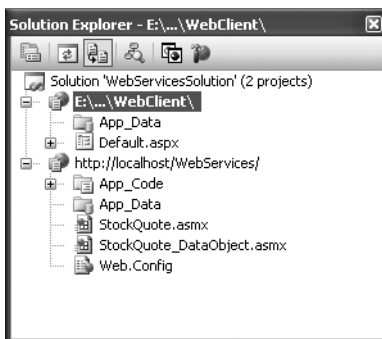 Solution Explorer - E:\...\WebClient\
Solution 'WebServicesSolution' (2 projects)
E:\...\WebClient\
App_Data
Default.aspx
http://localhost/WebServices/
App_Code
App_Data
StockQuote.asmx
StockQuote_DataObject.asmx
Web.Config